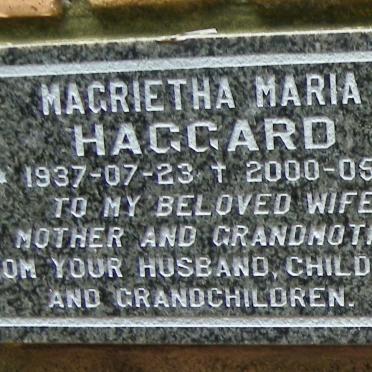 MAGRIETHA MARIA
HAGGARD
* 1937-07-23 † 2000-05
TO MY BELOVED WIFE
MOTHER AND GRANDMOT
OM YOUR HUSBAND, CHILD
AND GRANDCHILDREN.